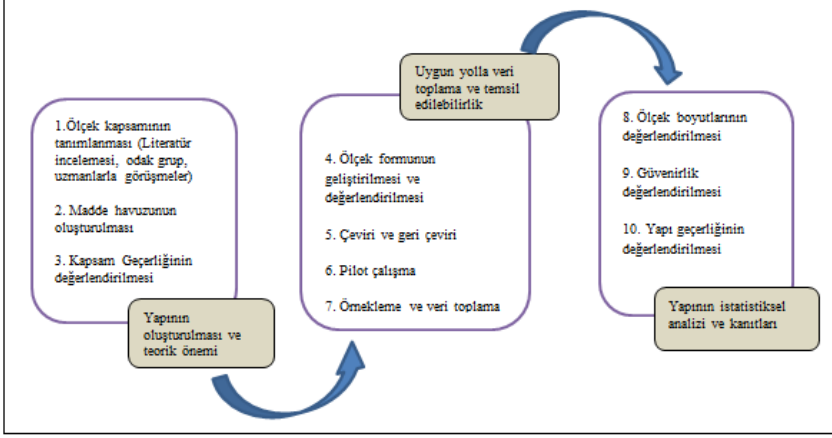 1.Ölçek kapsamının
tanımlanması (Literatür
incelemesi, odak grup,
uzmanlarla görüşmeler)
2. Madde havuzunun
oluşturulması
3. Kapsam Geçerliğinin
değerlendirilmesi
Yapının
oluşturulması ve
teorik önemi
Uygun yolla veri
toplama ve temsil
edilebilirlik
4. Ölçek formunun
geliştirilmesi ve
değerlendirilmesi
5. Çeviri ve geri çeviri
6. Pilot çalışma
7. Örnekleme ve veri toplama
8. Ölçek boyutlarının
değerlendirilmesi
9. Güvenirlik
değerlendirilmesi
10. Yapı geçerliğinin
değerlendirilmesi
Yapının istatistiksel
analizi ve kanıtları